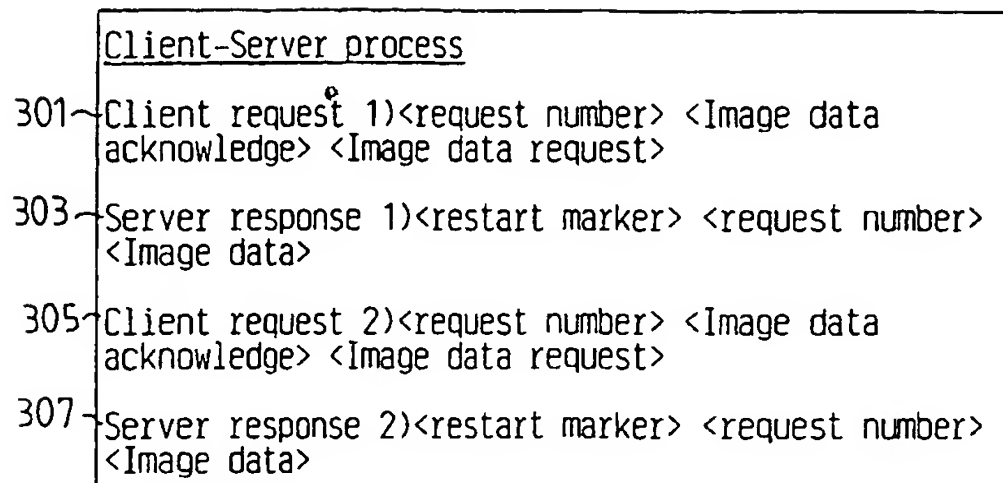 Client-Server process
301 Client request 1)<request number> <Image data
acknowledge> <Image data request>
303 Server response 1)<restart marker> <request number>
<Image data>
305 Client request 2)<request number> <Image data
acknowledge> <Image data request>
307 Server response 2)<restart marker> <request number>
<Image data>